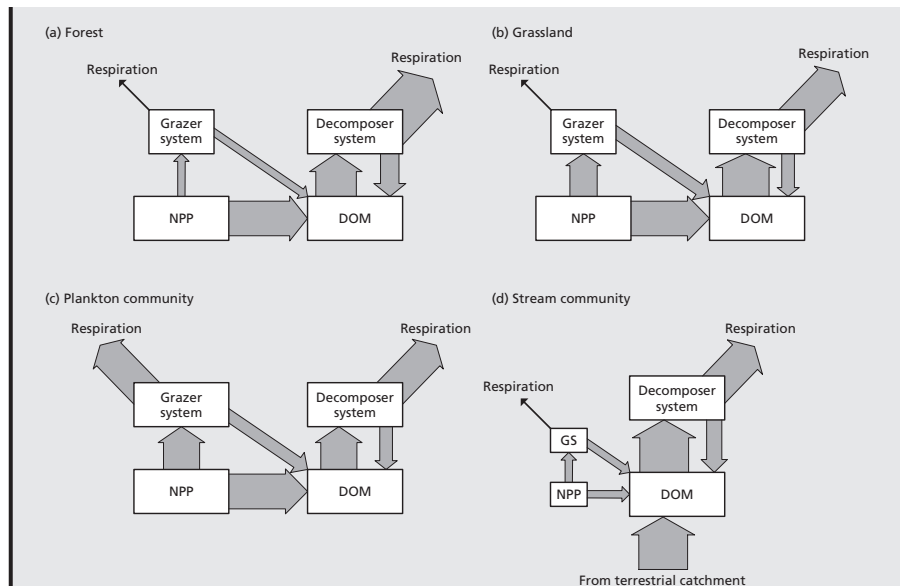 (a) Forest
Respiration
Respiration
Grazer
system
Decomposer
system
NPP
DOM
(b) Grassland
Respiration
Respiration
Grazer
system
Decomposer
system
NPP
DOM
(c) Plankton community
Respiration
Respiration
Grazer
system
Decomposer
system
NPP
DOM
(d) Stream community
Respiration
Respiration
Decomposer
system
GS
NPP
DOM
From terrestrial catchment